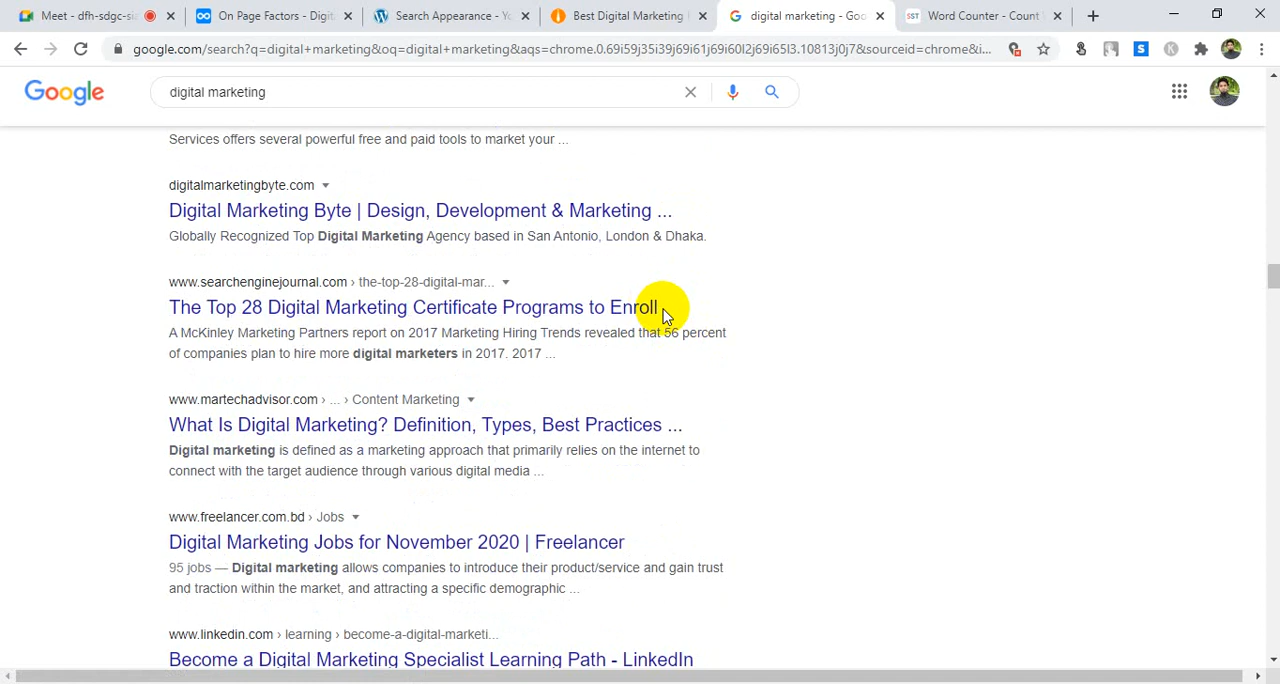 Meet - dfh-sdgc-si
On Page Factors - Digit
Search Appearance - Yo
Best Digital Marketing
digital marketing - Goo
SST Word Counter - Count
google.com/search?q=digital+marketing&oq=digital+marketing&aqs=chrome.0.69i59j35i39j69i61j69i60l2j69i65l3.10813j0j7&sourceid=chrome&i...
Google
digital marketing
Services offers several powerful free and paid tools to market your ...
digitalmarketingbyte.com
Digital Marketing Byte | Design, Development & Marketing ...
Globally Recognized Top Digital Marketing Agency based in San Antonio, London & Dhaka.
www.searchenginejournal.com › the-top-28-digital-mar...
The Top 28 Digital Marketing Certificate Programs to Enroll
A McKinley Marketing Partners report on 2017 Marketing Hiring Trends revealed that 56 percent
of companies plan to hire more digital marketers in 2017. 2017 ...
www.martechadvisor.com › ... › Content Marketing
What Is Digital Marketing? Definition, Types, Best Practices ...
Digital marketing is defined as a marketing approach that primarily relies on the internet to
connect with the target audience through various digital media ...
www.freelancer.com.bd › Jobs
Digital Marketing Jobs for November 2020 | Freelancer
95 jobs — Digital marketing allows companies to introduce their product/service and gain trust
and traction within the market, and attracting a specific demographic ...
www.linkedin.com › learning › become-a-digital-marketi...
Become a Digital Marketing Specialist Learning Path - LinkedIn